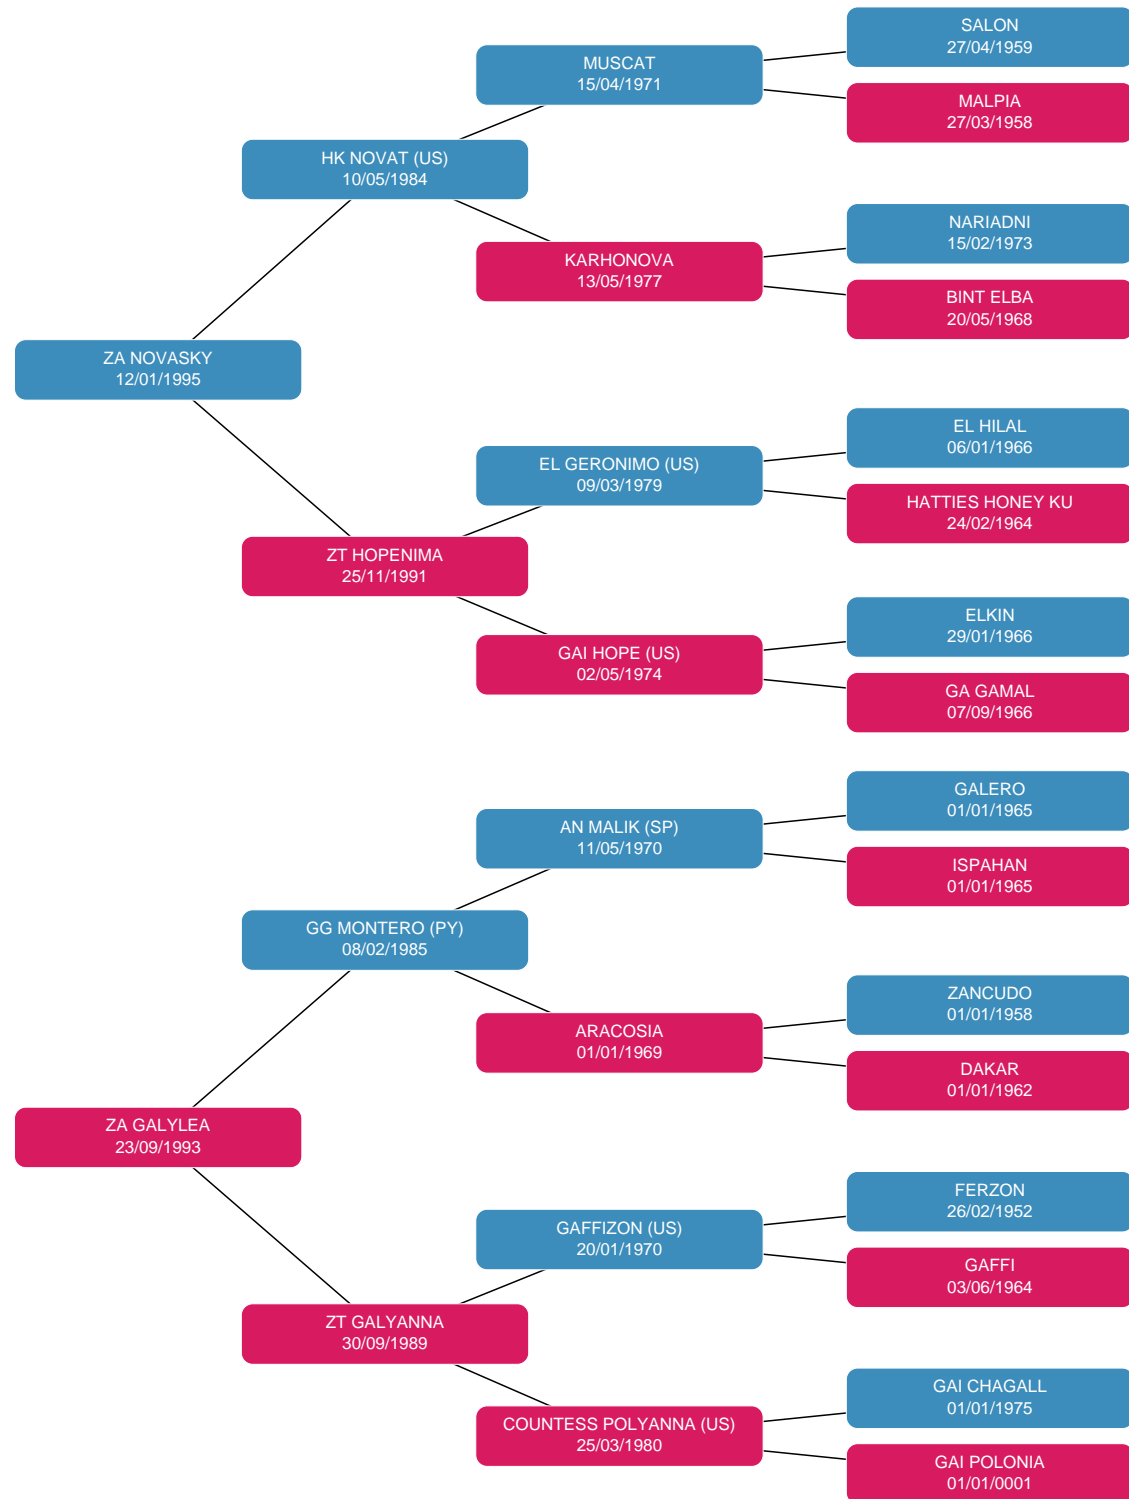 SALON
27/04/1959
MUSCAT
15/04/1971
MALPIA
27/03/1958
HK NOVAT (US)
10/05/1984
NARIADNI
15/02/1973
KARHONOVA
13/05/1977
BINT ELBA
20/05/1968
ZA NOVASKY
12/01/1995
EL HILAL
06/01/1966
EL GERONIMO (US)
09/03/1979
HATTIES HONEY KU
24/02/1964
ZT HOPENIMA
25/11/1991
ELKIN
29/01/1966
GAI HOPE (US)
02/05/1974
GA GAMAL
07/09/1966
GALERO
01/01/1965
AN MALIK (SP)
11/05/1970
ISPAHAN
01/01/1965
GG MONTERO (PY)
08/02/1985
ZANCUDO
01/01/1958
ARACOSIA
01/01/1969
DAKAR
01/01/1962
ZA GALYLEA
23/09/1993
FERZON
26/02/1952
GAFFIZON (US)
20/01/1970
GAFFI
03/06/1964
ZT GALYANNA
30/09/1989
GAI CHAGALL
01/01/1975
COUNTESS POLYANNA (US)
25/03/1980
GAI POLONIA
01/01/0001